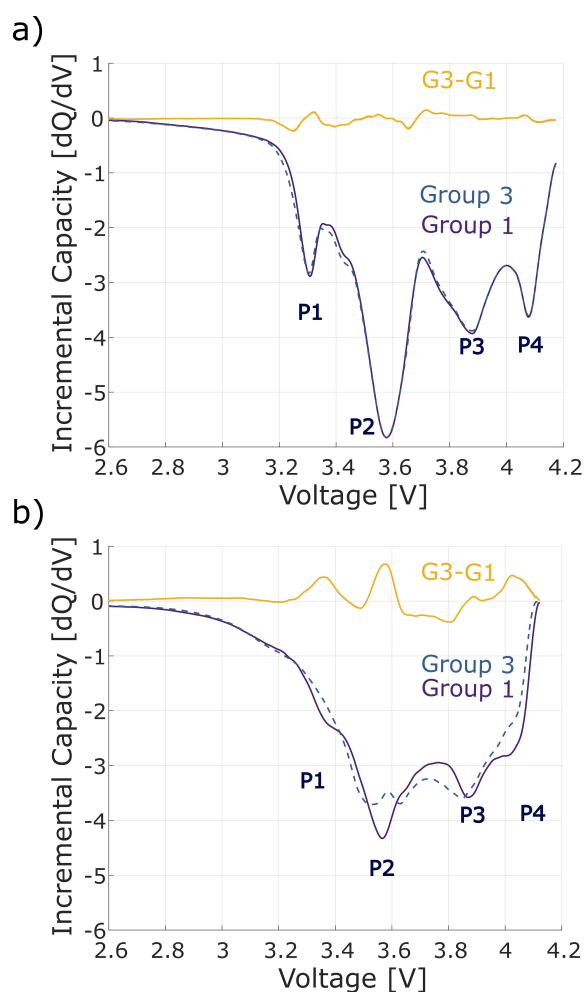 a)
1
0
-1
-2
-3
-4
-5
-6
Incremental Capacity [dQ/dV]
G3-G1
Group 3
Group 1
P1
P2
P3
P4
2.6 2.8 3 3.2 3.4 3.6 3.8 4 4.2
Voltage [V]
b)
1
0
-1
-2
-3
-4
-5
-6
Incremental Capacity [dQ/dV]
G3-G1
Group 3
Group 1
P1
P2
P3
P4
2.6 2.8 3 3.2 3.4 3.6 3.8 4 4.2
Voltage [V]